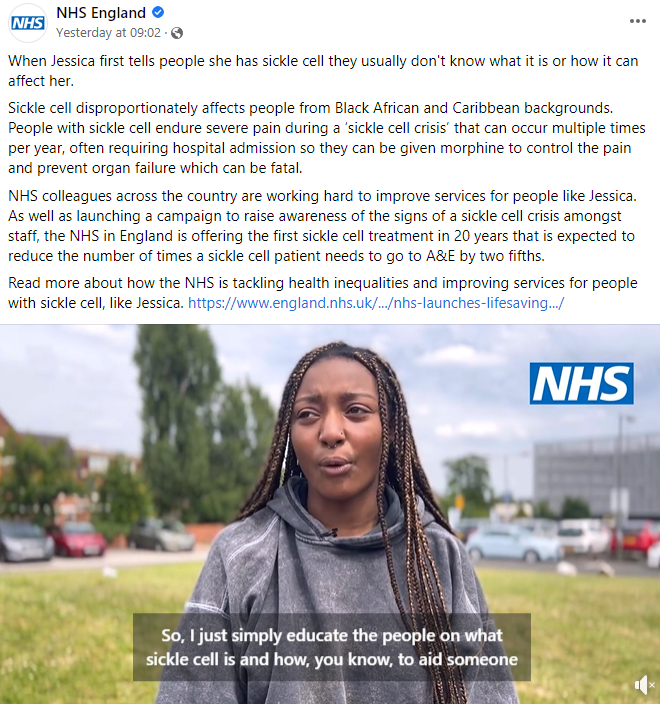 NHS
NHS England
Yesterday at 09:02 ·
When Jessica first tells people she has sickle cell they usually don't know what it is or how it can
affect her.
Sickle cell disproportionately affects people from Black African and Caribbean backgrounds.
People with sickle cell endure severe pain during a 'sickle cell crisis' that can occur multiple times
per year, often requiring hospital admission so they can be given morphine to control the pain
and prevent organ failure which can be fatal.
NHS colleagues across the country are working hard to improve services for people like Jessica.
As well as launching a campaign to raise awareness of the signs of a sickle cell crisis amongst
staff, the NHS in England is offering the first sickle cell treatment in 20 years that is expected to
reduce the number of times a sickle cell patient needs to go to A&E by two fifths.
Read more about how the NHS is tackling health inequalities and improving services for people
with sickle cell, like Jessica. https://www.england.nhs.uk/.../nhs-launches-lifesaving.../
NHS
So, I just simply educate the people on what
sickle cell is and how, you know, to aid someone